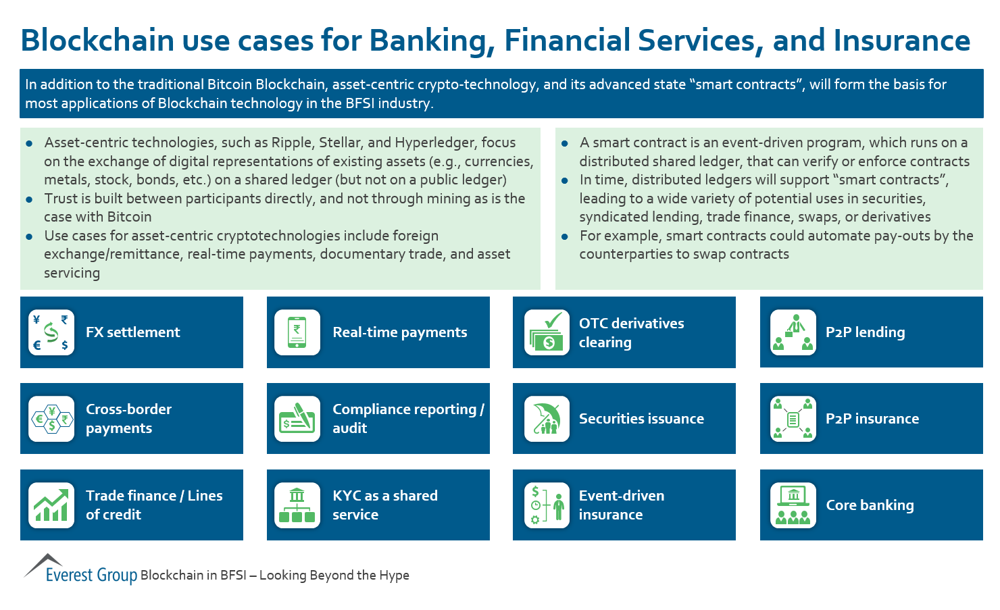 Blockchain use cases for Banking, Financial Services, and Insurance
In addition to the traditional Bitcoin Blockchain, asset-centric crypto-technology, and its advanced state “smart contracts”, will form the basis for
most applications of Blockchain technology in the BFSI industry.
● Asset-centric technologies, such as Ripple, Stellar, and Hyperledger, focus
on the exchange of digital representations of existing assets (e.g., currencies,
metals, stock, bonds, etc.) on a shared ledger (but not on a public ledger)
● Trust is built between participants directly, and not through mining as is the
case with Bitcoin
● Use cases for asset-centric cryptotechnologies include foreign
exchange/remittance, real-time payments, documentary trade, and asset
servicing
● A smart contract is an event-driven program, which runs on a
distributed shared ledger, that can verify or enforce contracts
● In time, distributed ledgers will support “smart contracts”,
leading to a wide variety of potential uses in securities,
syndicated lending, trade finance, swaps, or derivatives
● For example, smart contracts could automate pay-outs by the
counterparties to swap contracts
¥ ₹
€ $
FX settlement
₹
Real-time payments
$
OTC derivatives
clearing
P2P lending
¥
€ ₹
$
Cross-border
payments
$
Compliance reporting /
audit
Securities issuance
P2P insurance
Trade finance / Lines
of credit
KYC as a shared
service
$
Event-driven
insurance
Core banking
Everest Group Blockchain in BFSI – Looking Beyond the Hype